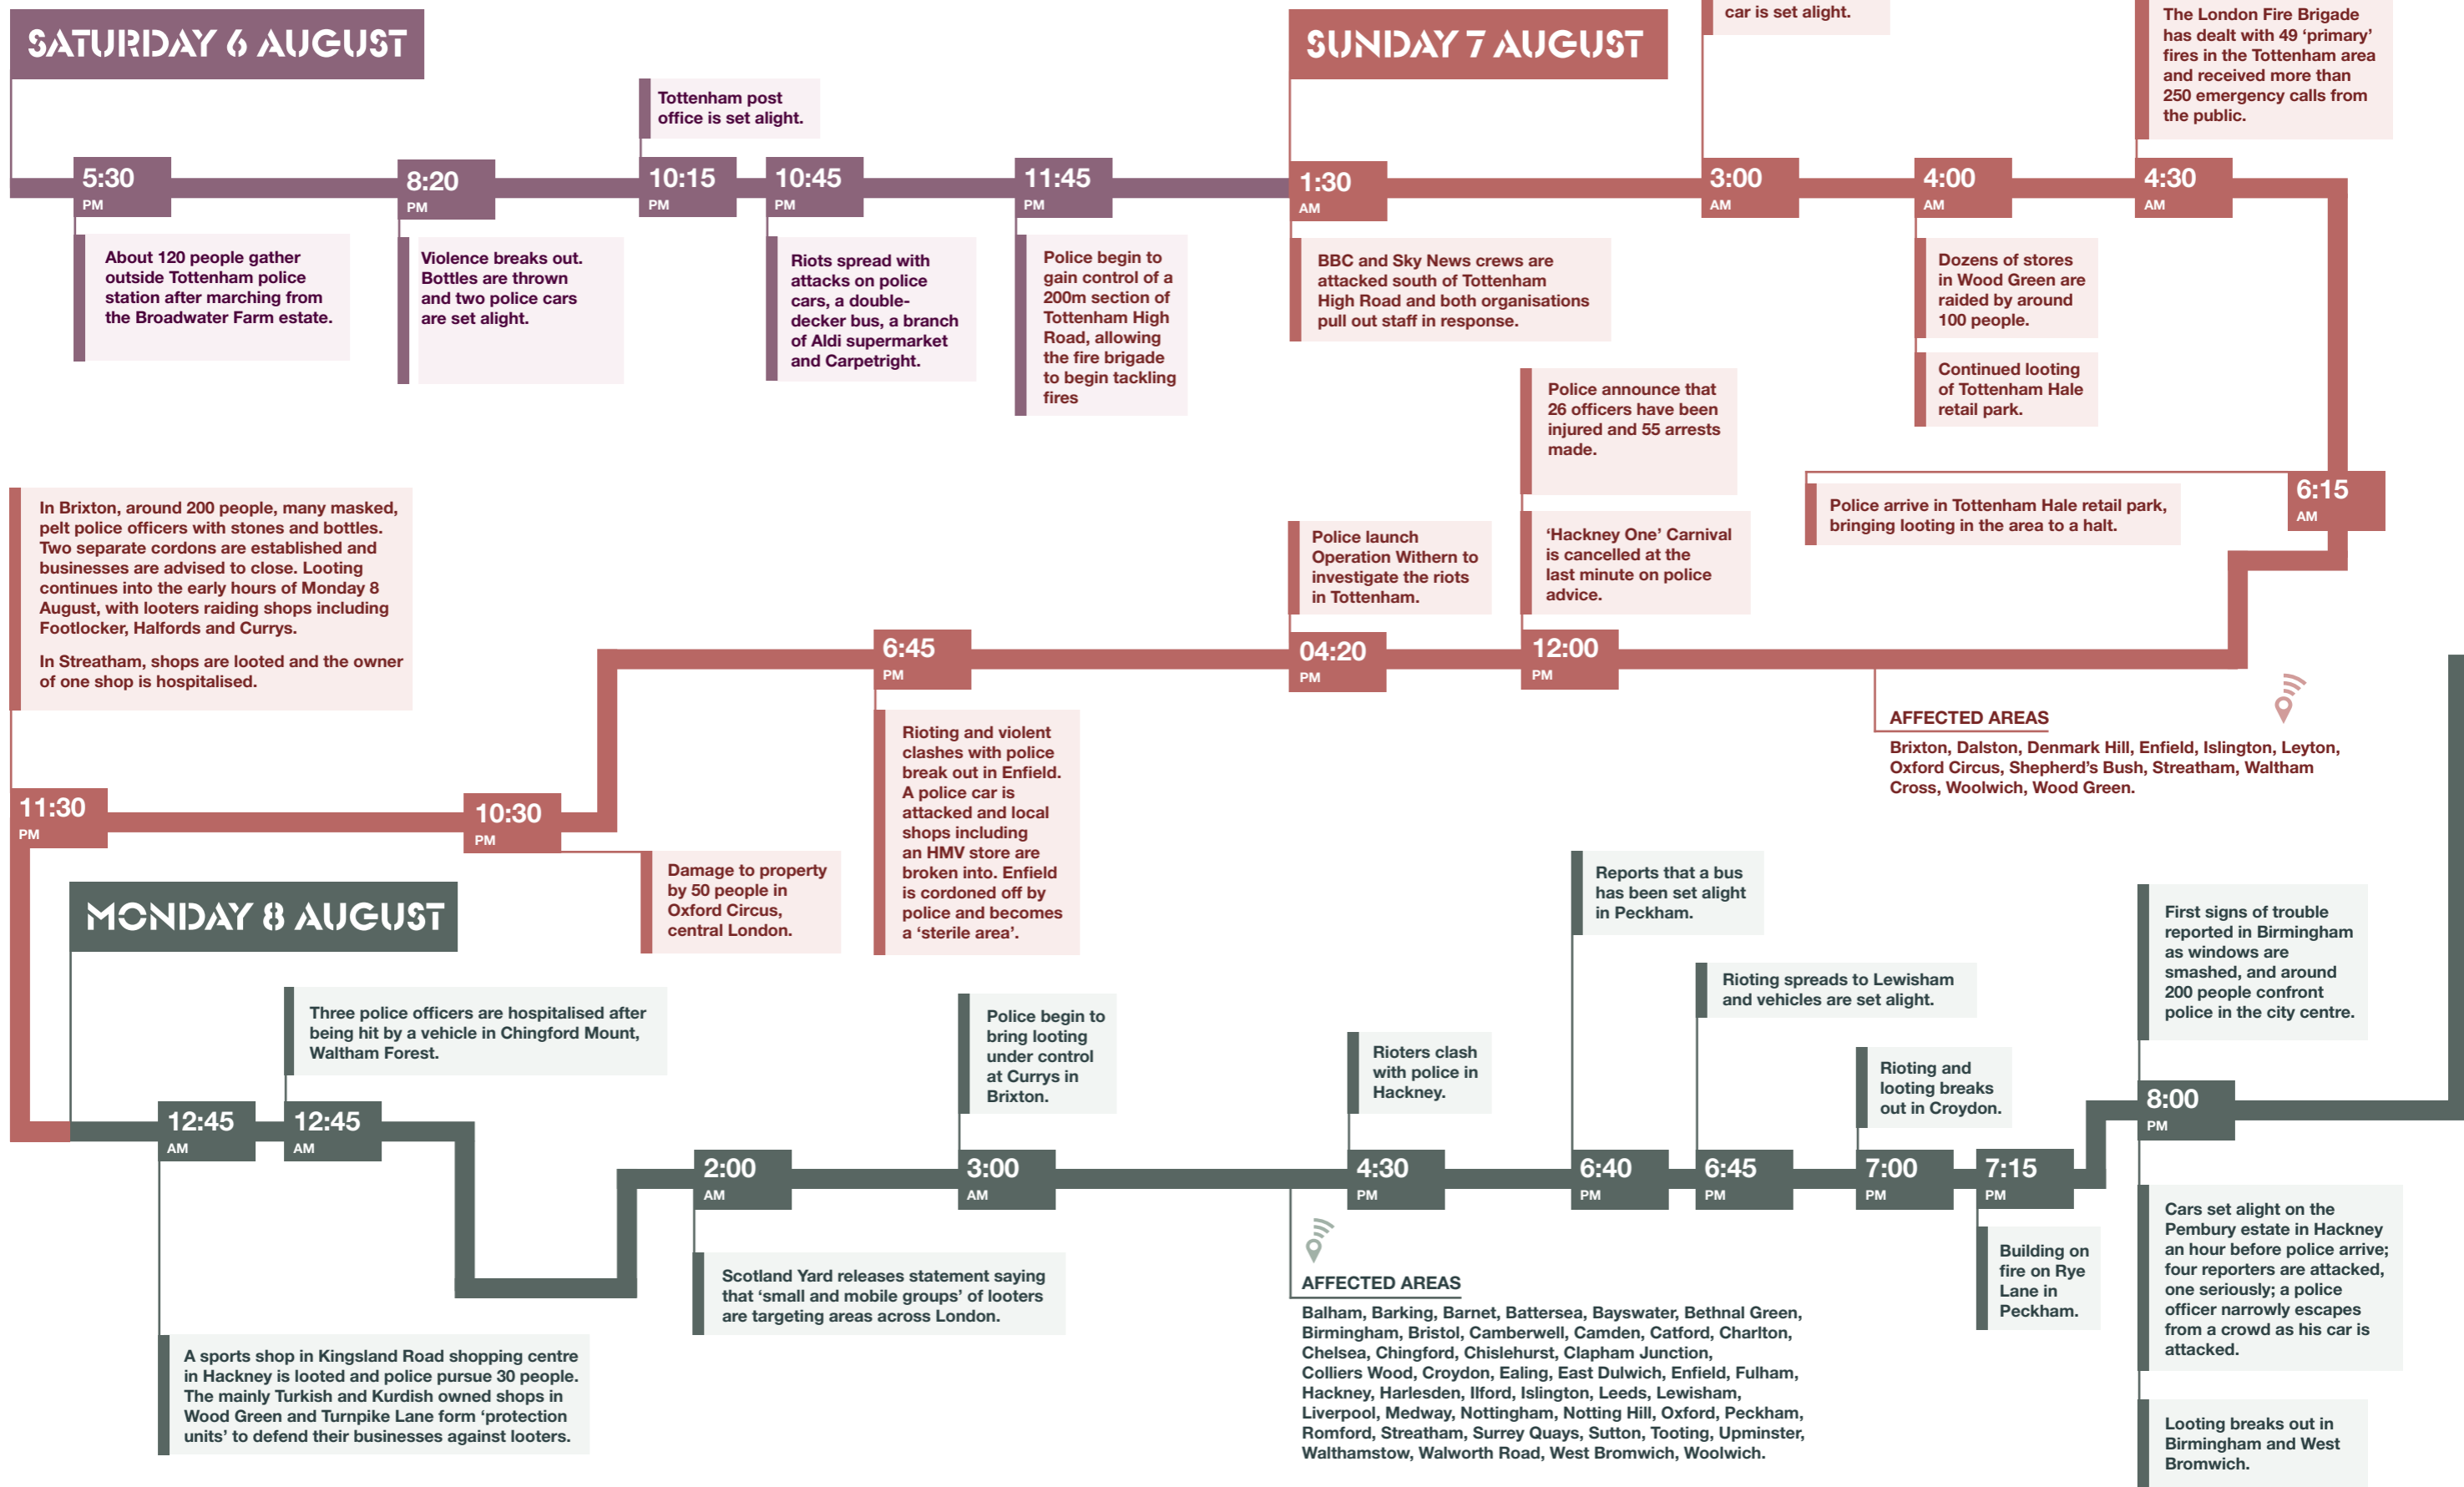 SATURDAY 6 AUGUST
5:30
PM
About 120 people gather
outside Tottenham police
station after marching from
the Broadwater Farm estate.
8:20
PM
Violence breaks out.
Bottles are thrown
and two police cars
are set alight.
Tottenham post
office is set alight.
10:15
PM
10:45
PM
Riots spread with
attacks on police
cars, a double-
decker bus, a branch
of Aldi supermarket
and Carpetright.
11:45
PM
Police begin to
gain control of a
200m section of
Tottenham High
Road, allowing
the fire brigade
to begin tackling
fires
SUNDAY 7 AUGUST
1:30
AM
BBC and Sky News crews are
attacked south of Tottenham
High Road and both organisations
pull out staff in response.
car is set alight.
3:00
AM
4:00
AM
Dozens of stores
in Wood Green are
raided by around
100 people.
Continued looting
of Tottenham Hale
retail park.
The London Fire Brigade
has dealt with 49 ‘primary’
fires in the Tottenham area
and received more than
250 emergency calls from
the public.
4:30
AM
6:15
AM
Police arrive in Tottenham Hale retail park,
bringing looting in the area to a halt.
AFFECTED AREAS
Brixton, Dalston, Denmark Hill, Enfield, Islington, Leyton,
Oxford Circus, Shepherd’s Bush, Streatham, Waltham
Cross, Woolwich, Wood Green.
Police announce that
26 officers have been
injured and 55 arrests
made.
‘Hackney One’ Carnival
is cancelled at the
last minute on police
advice.
12:00
PM
Police launch
Operation Withern to
investigate the riots
in Tottenham.
04:20
PM
6:45
PM
Rioting and violent
clashes with police
break out in Enfield.
A police car is
attacked and local
shops including
an HMV store are
broken into. Enfield
is cordoned off by
police and becomes
a ‘sterile area’.
10:30
PM
Damage to property
by 50 people in
Oxford Circus,
central London.
In Brixton, around 200 people, many masked,
pelt police officers with stones and bottles.
Two separate cordons are established and
businesses are advised to close. Looting
continues into the early hours of Monday 8
August, with looters raiding shops including
Footlocker, Halfords and Currys.
In Streatham, shops are looted and the owner
of one shop is hospitalised.
11:30
PM
MONDAY 8 AUGUST
12:45
AM
A sports shop in Kingsland Road shopping centre
in Hackney is looted and police pursue 30 people.
The mainly Turkish and Kurdish owned shops in
Wood Green and Turnpike Lane form ‘protection
units’ to defend their businesses against looters.
Three police officers are hospitalised after
being hit by a vehicle in Chingford Mount,
Waltham Forest.
12:45
AM
2:00
AM
Scotland Yard releases statement saying
that ‘small and mobile groups’ of looters
are targeting areas across London.
Police begin to
bring looting
under control
at Currys in
Brixton.
3:00
AM
AFFECTED AREAS
Balham, Barking, Barnet, Battersea, Bayswater, Bethnal Green,
Birmingham, Bristol, Camberwell, Camden, Catford, Charlton,
Chelsea, Chingford, Chislehurst, Clapham Junction,
Colliers Wood, Croydon, Ealing, East Dulwich, Enfield, Fulham,
Hackney, Harlesden, Ilford, Islington, Leeds, Lewisham,
Liverpool, Medway, Nottingham, Notting Hill, Oxford, Peckham,
Romford, Streatham, Surrey Quays, Sutton, Tooting, Upminster,
Walthamstow, Walworth Road, West Bromwich, Woolwich.
Rioters clash
with police in
Hackney.
4:30
PM
Reports that a bus
has been set alight
in Peckham.
6:40
PM
Rioting spreads to Lewisham
and vehicles are set alight.
6:45
PM
Rioting and
looting breaks
out in Croydon.
7:00
PM
7:15
PM
Building on
fire on Rye
Lane in
Peckham.
First signs of trouble
reported in Birmingham
as windows are
smashed, and around
200 people confront
police in the city centre.
8:00
PM
Cars set alight on the
Pembury estate in Hackney
an hour before police arrive;
four reporters are attacked,
one seriously; a police
officer narrowly escapes
from a crowd as his car is
attacked.
Looting breaks out in
Birmingham and West
Bromwich.